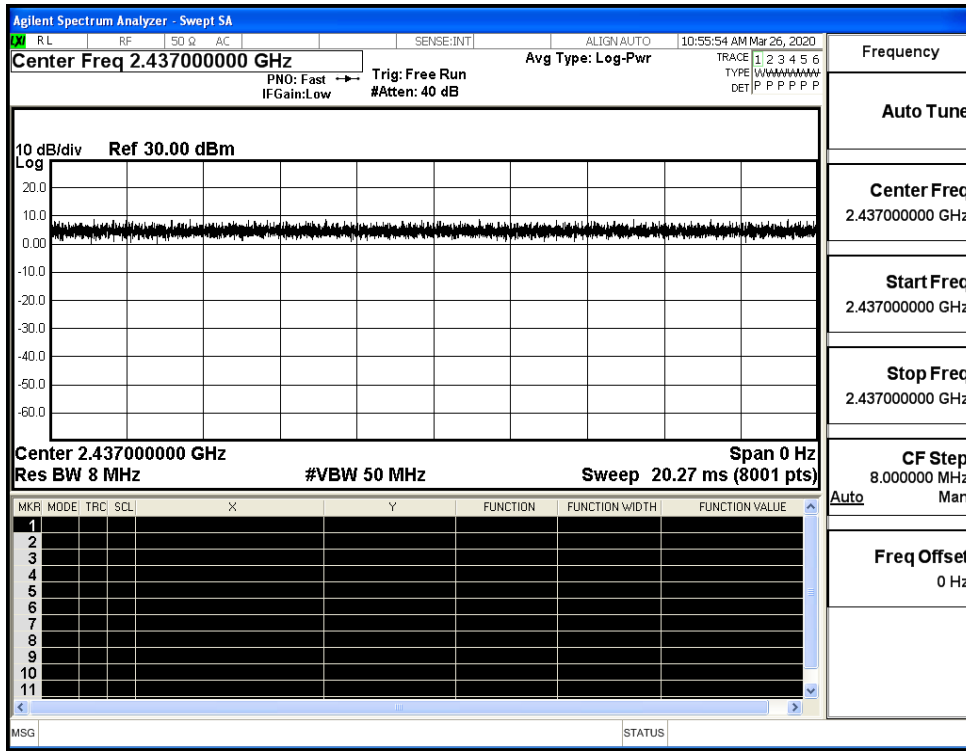 Agilent Spectrum Analyzer - Swept SA
LXI RL RF 50 Ω AC SENSE:INT ALIGN AUTO 10:55:54 AM Mar 26, 2020
Center Freq 2.437000000 GHz
PNO: Fast
IFGain:Low
Trig: Free Run
#Atten: 40 dB
Avg Type: Log-Pwr
TRACE 1 2 3 4 5 6
TYPE WWWWWW
DET P P P P P P
10 dB/div Ref 30.00 dBm
Log
20.0
10.0
0.00
-10.0
-20.0
-30.0
-40.0
-50.0
-60.0
Center 2.437000000 GHz Span 0 Hz
Res BW 8 MHz #VBW 50 MHz Sweep 20.27 ms (8001 pts)
MKR MODE TRC SCL X Y FUNCTION FUNCTION WIDTH FUNCTION VALUE
1
2
3
4
5
6
7
8
9
10
11
MSG STATUS
Frequency
Auto Tune
Center Freq
2.437000000 GHz
Start Freq
2.437000000 GHz
Stop Freq
2.437000000 GHz
CF Step
8.000000 MHz
Auto Man
Freq Offset
0 Hz